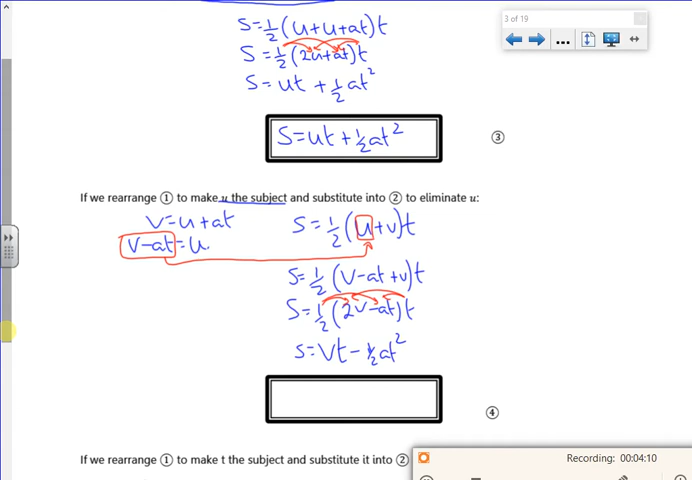 S=½(u+u+at)t
3 of 19
S=½(2u+at)t
...
S=ut+½at²
S=ut+½at²
③
If we rearrange ① to make u the subject and substitute into ② to eliminate u:
v=u+at
S=½(u+v)t
v-at=u
S=½(v-at+v)t
S=½(2v-at)t
S=vt-½at²
④
If we rearrange ① to make t the subject and substitute it into ②
Recording: 00:04:10